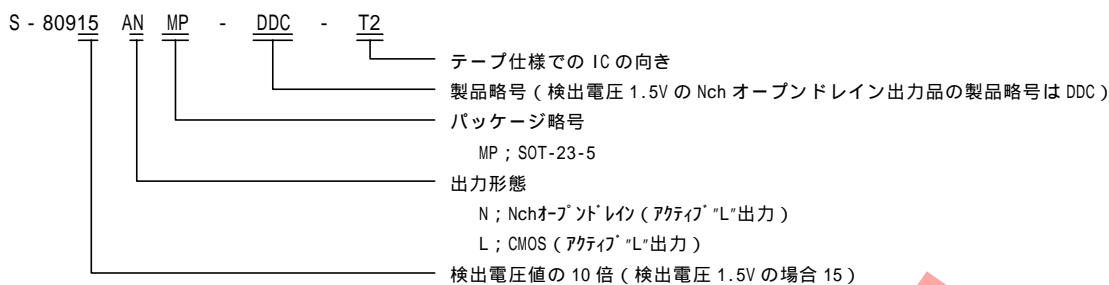 S - 80915 AN MP - DDC - T2
テープ仕様での IC の向き
製品略号 ( 検出電圧 1.5V の Nch オープンドレイン出力品の製品略号は DDC )
パッケージ略号
MP ; SOT-23-5
出力形態
N ; Nchｵｰﾌﾟﾝﾄﾞﾚｲﾝ ( ｱｸﾃｨﾌﾞ"L"出力 )
L ; CMOS ( ｱｸﾃｨﾌﾞ"L"出力 )
検出電圧値の 10 倍 ( 検出電圧 1.5V の場合 15 )